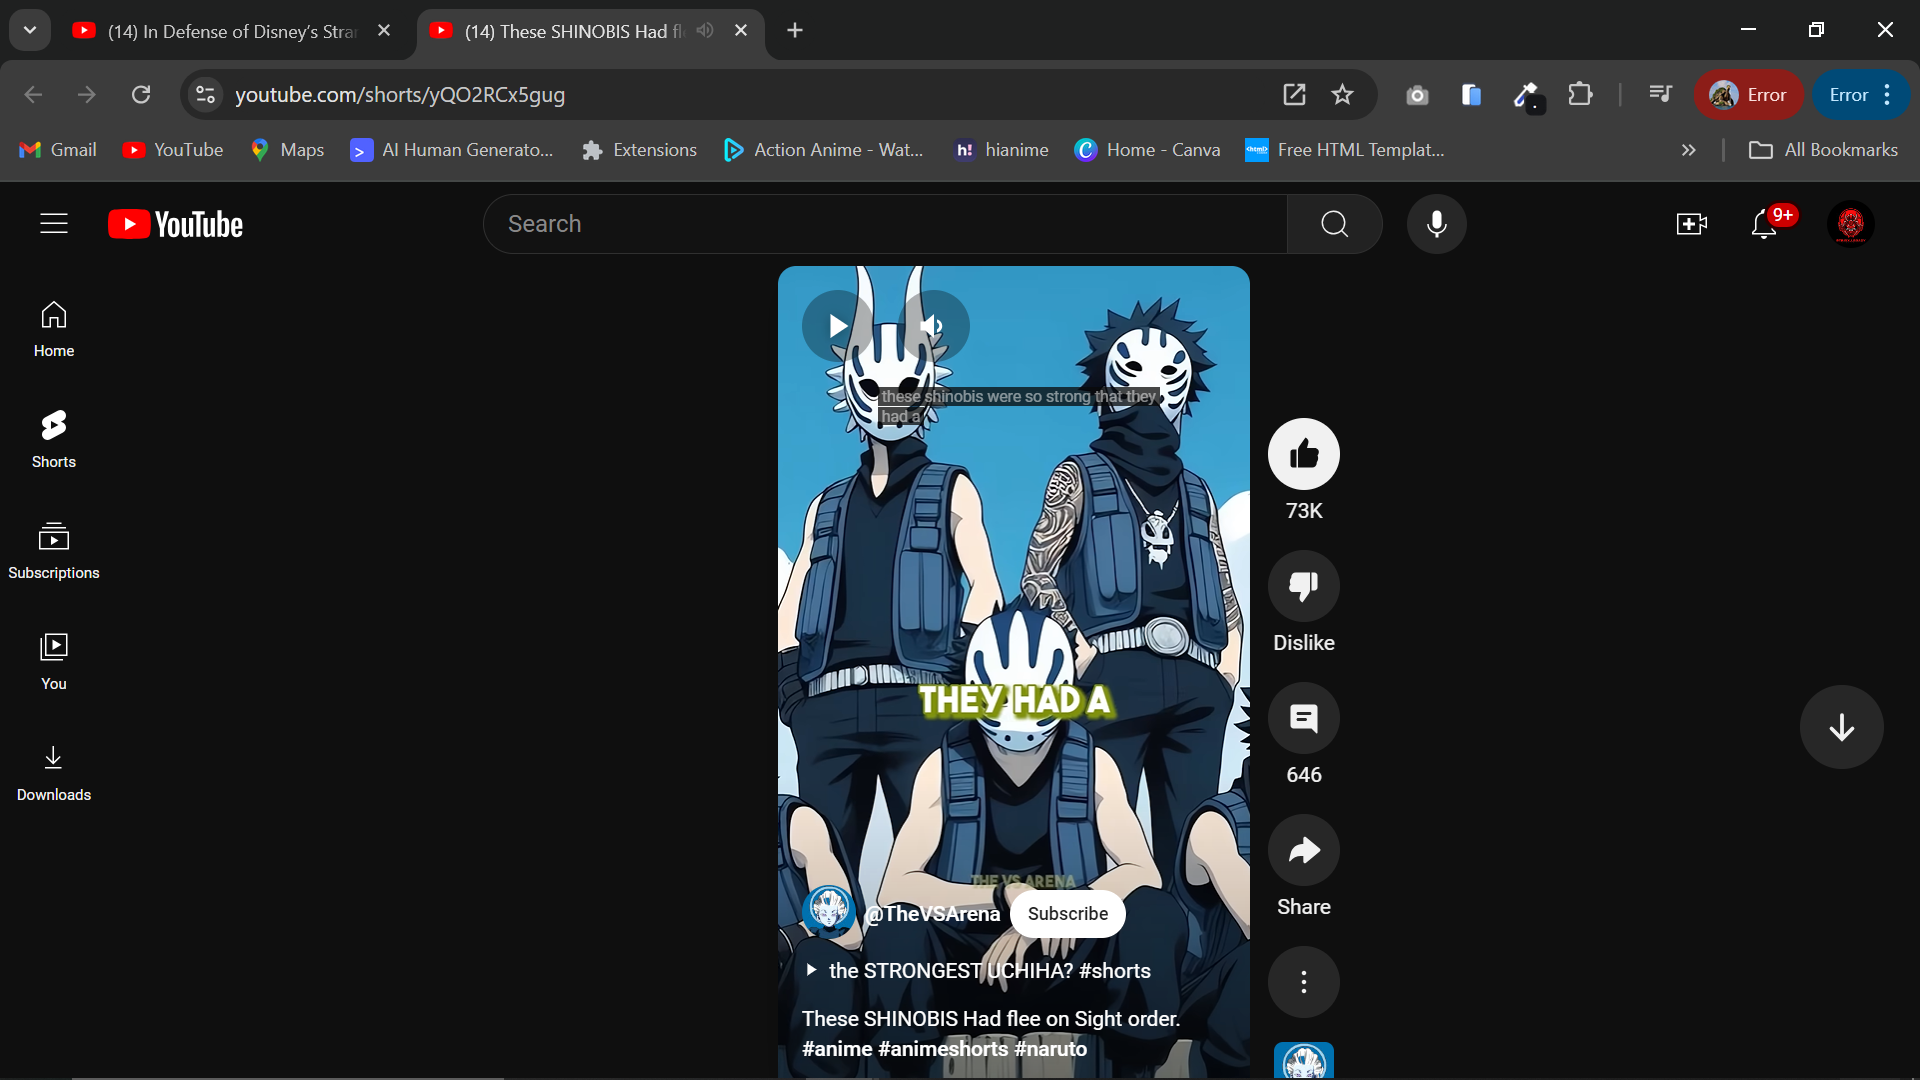 (14) In Defense of Disney's Stra
(14) These SHINOBIS Had fl
youtube.com/shorts/yQO2RCx5gug
Error
Error
Gmail
YouTube
Maps
AI Human Generato...
Extensions
Action Anime - Wat...
h!
hianime
Home - Canva
<html>
Free HTML Templat...
All Bookmarks
YouTube
Search
9+
Home
Shorts
Subscriptions
You
Downloads
these shinobis were so strong that they
had a
THEY HAD A
THE VS ARENA
@TheVSArena
Subscribe
the STRONGEST UCHIHA? #shorts
These SHINOBIS Had flee on Sight order.
#anime #animeshorts #naruto
73K
Dislike
646
Share